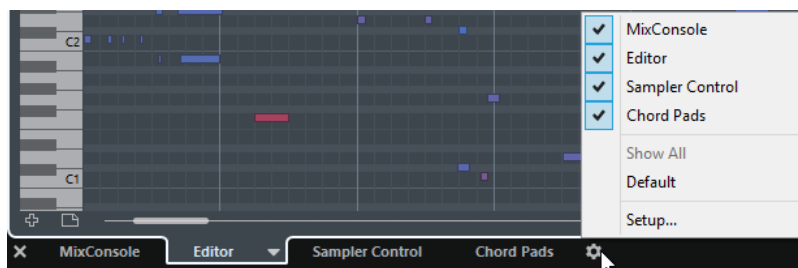 C2
C1
MixConsole
Editor
Sampler Control
Chord Pads
Show All
Default
Setup...
MixConsole Editor Sampler Control Chord Pads